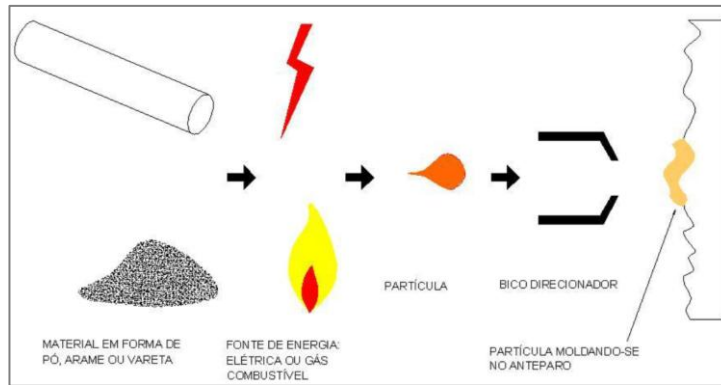 MATERIAL EM FORMA DE
PÓ, ARAME OU VARETA
FONTE DE ENERGIA:
ELÉTRICA OU GÁS
COMBUSTÍVEL
PARTÍCULA
BICO DIRECIONADOR
PARTÍCULA MOLDANDO-SE
NO ANTEPARO